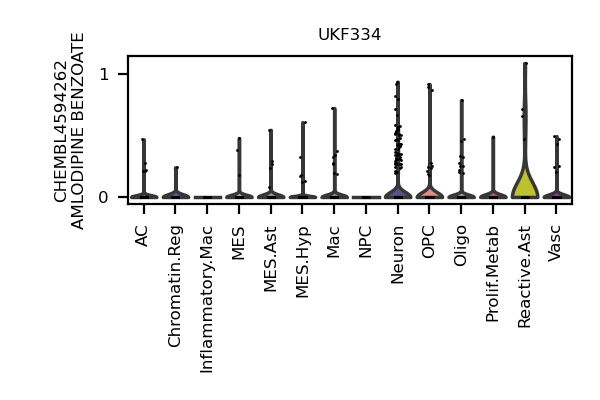 UKF334
CHEMBL4594262
AMLODIPINE BENZOATE
1
0
AC
Chromatin.Reg
Inflammatory.Mac
MES
MES.Ast
MES.Hyp
Mac
NPC
Neuron
OPC
Oligo
Prolif.Metab
Reactive.Ast
Vasc